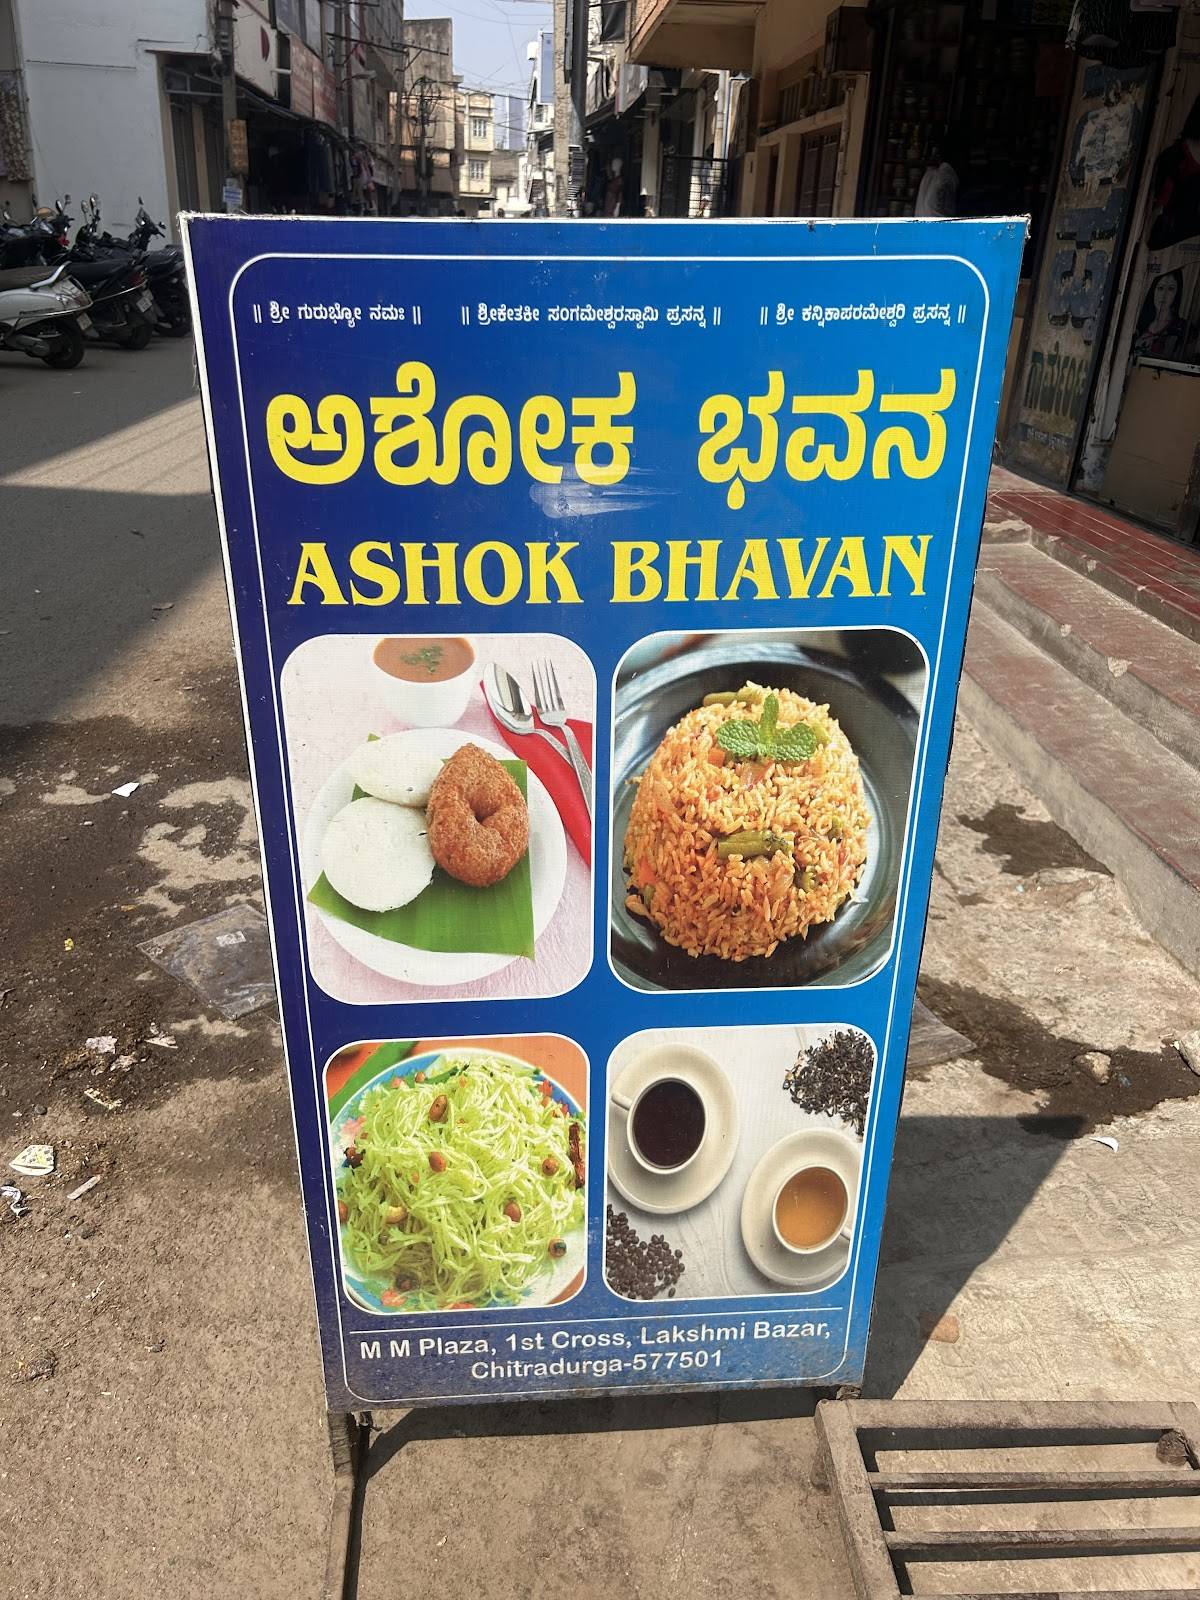 || ಶ್ರೀ ಗುರುಭ್ಯೋ ನಮಃ || || ಶ್ರೀಕೇತಕೀ ಸಂಗಮೇಶ್ವರಸ್ವಾಮಿ ಪ್ರಸನ್ನ || || ಶ್ರೀ ಕನ್ನಿಕಾಪರಮೇಶ್ವರಿ ಪ್ರಸನ್ನ ||
ಅಶೋಕ ಭವನ
ASHOK BHAVAN
M M Plaza, 1st Cross, Lakshmi Bazar,
Chitradurga-577501